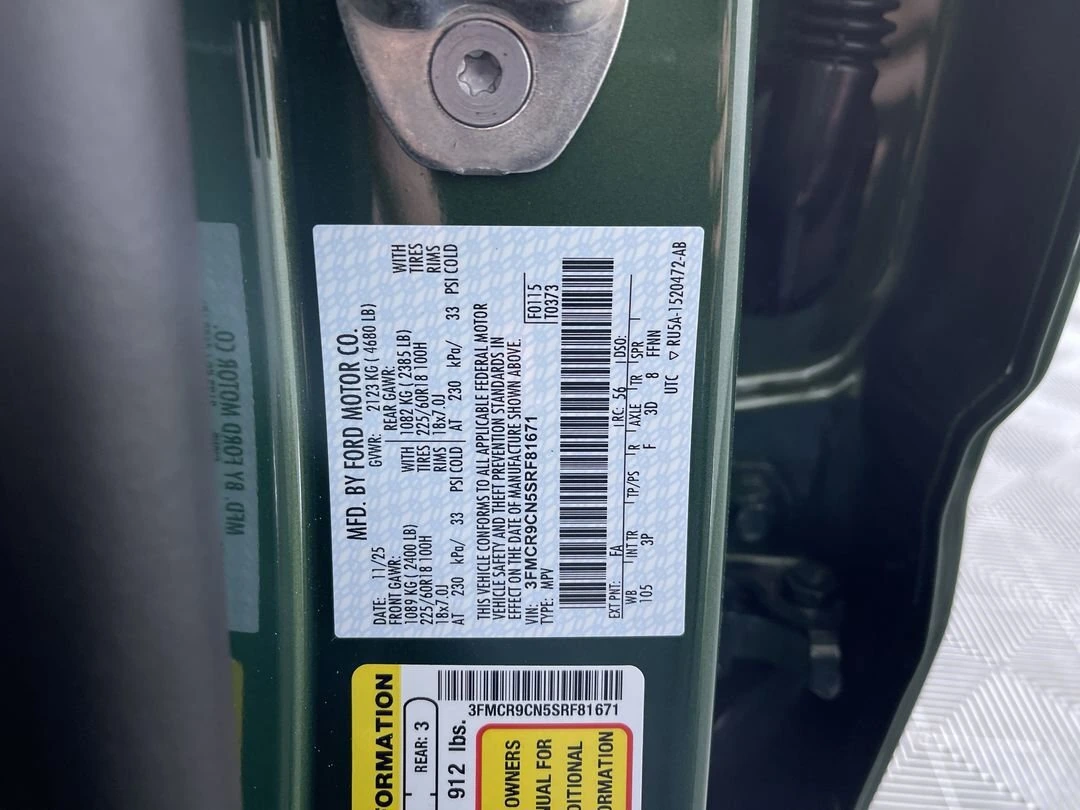 MFD. BY FORD MOTOR CO.
DATE: 11/25 GVWR: 2123 KG ( 4680 LB)
FRONT GAWR: REAR GAWR:
1089 KG ( 2400 LB) WITH 1082 KG ( 2385 LB) WITH
225/60R18 100H TIRES 225/60R18 100H TIRES
18x7.0J RIMS 18x7.0J RIMS
AT 230 kPa/ 33 PSI COLD AT 230 kPa/ 33 PSI COLD
THIS VEHICLE CONFORMS TO ALL APPLICABLE FEDERAL MOTOR
VEHICLE SAFETY AND THEFT PREVENTION STANDARDS IN
EFFECT ON THE DATE OF MANUFACTURE SHOWN ABOVE.
VIN: 3FMCR9CN5SRF81671
TYPE: MPV
F0115
T0373
EXT PNT: FA RC: 56 DSO:
WB INT TR TP/PS R AXLE TR SPR
105 3P F 3D 8 FFNN
UTC ▽ RU5A-1520472-AB
MFD. BY FORD MOTOR CO.
ORMATION
REAR: 3
912 lbs.
3FMCR9CN5SRF81671
OWNERS
UAL FOR
DITIONAL
ORMATION